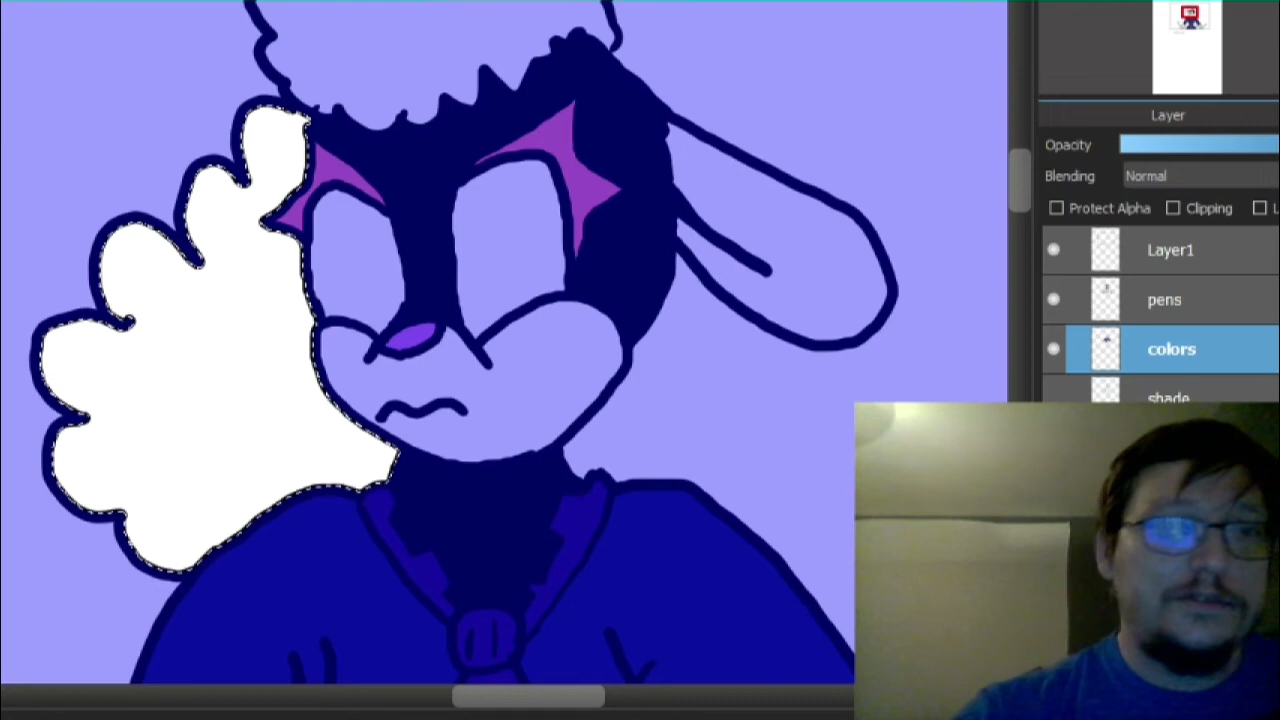 Layer
Opacity
Blending Normal
Protect Alpha Clipping
Layer1
pens
colors
shade